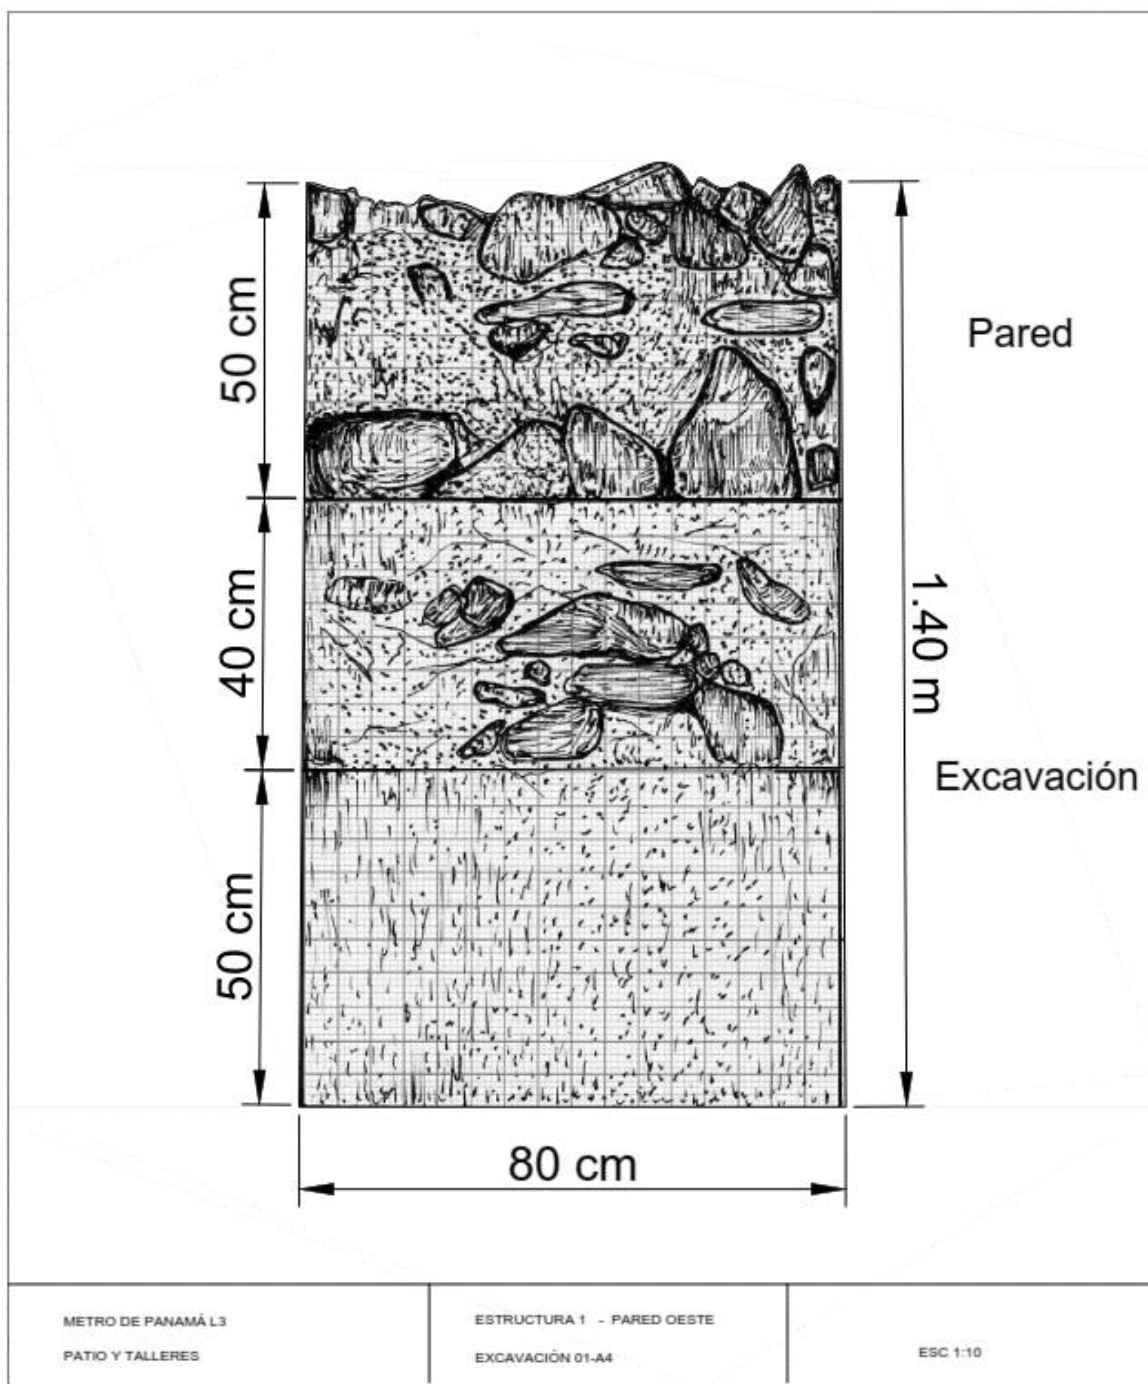 50 cm
Pared
40 cm
1.40 m
Excavación
50 cm
80 cm
METRO DE PANAMÁ L3
PATIO Y TALLERES
ESTRUCTURA 1 - PARED OESTE
EXCAVACIÓN 01-A4
ESC 1:10